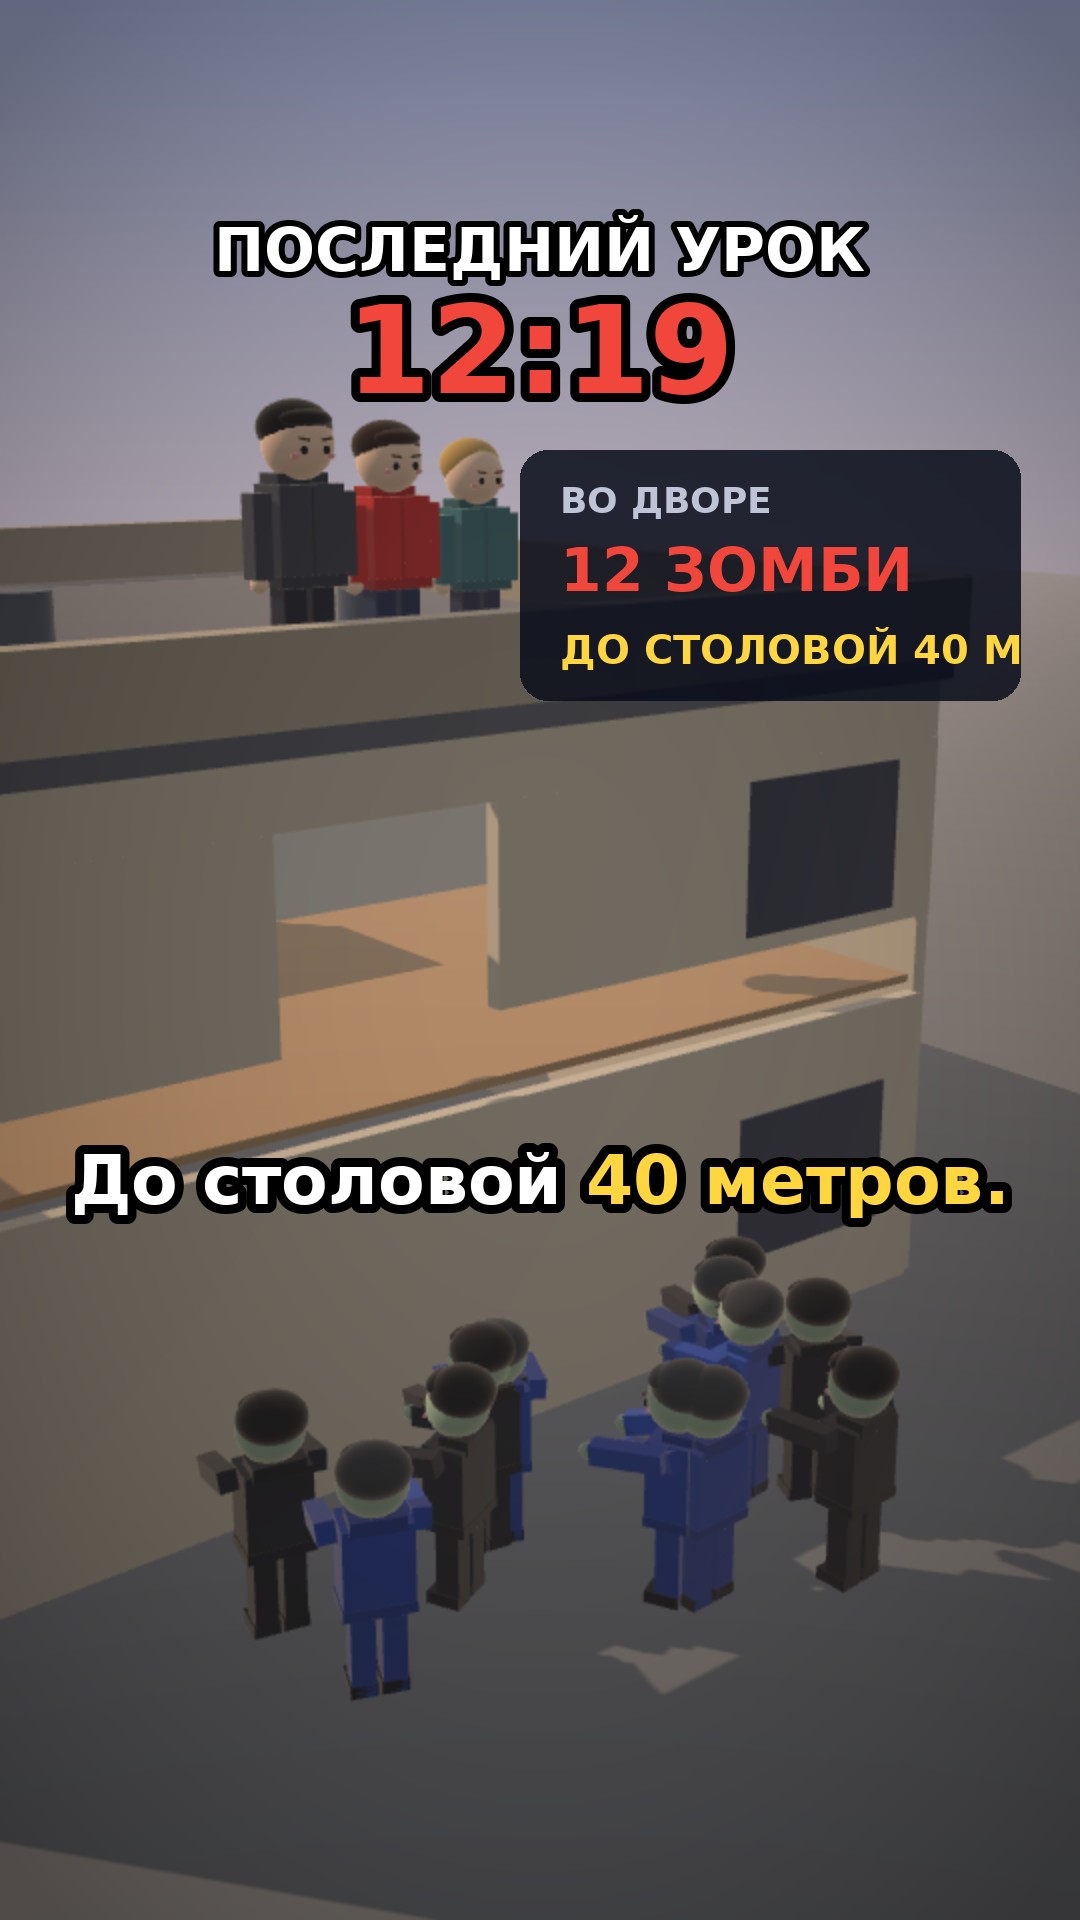 ПОСЛЕДНИЙ УРОК
12:19
ВО ДВОРЕ
12 ЗОМБИ
ДО СТОЛОВОЙ 40 М
До столовой 40 метров.